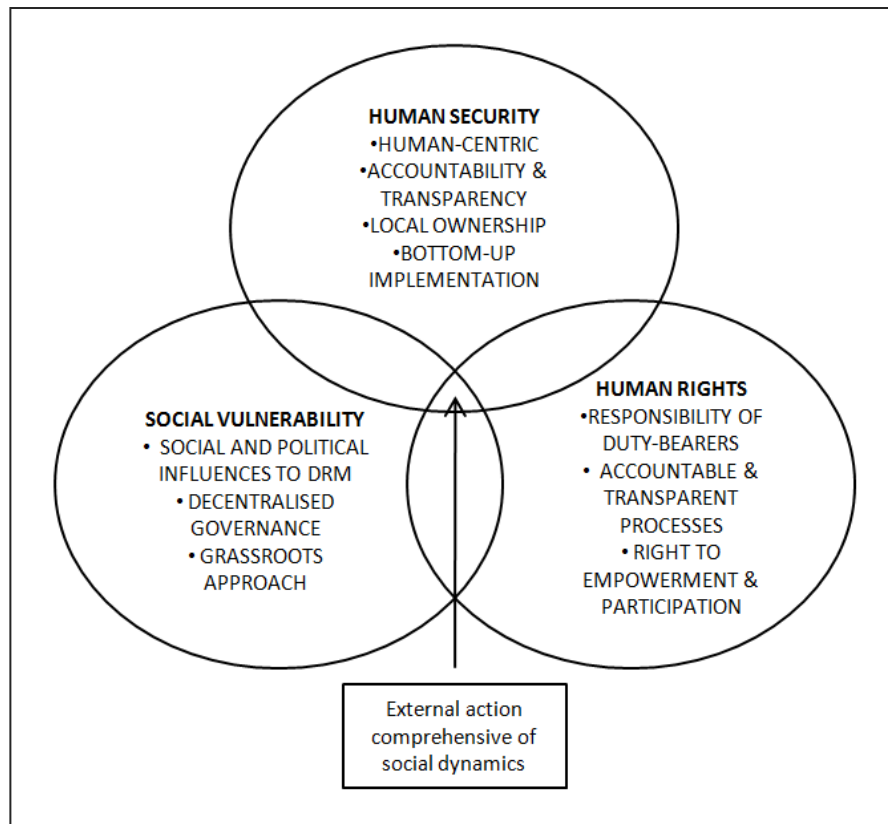 HUMAN SECURITY
•HUMAN-CENTRIC
•ACCOUNTABILITY &
TRANSPARENCY
•LOCAL OWNERSHIP
•BOTTOM-UP
IMPLEMENTATION
SOCIAL VULNERABILITY
• SOCIAL AND POLITICAL
INFLUENCES TO DRM
•DECENTRALISED
GOVERNANCE
• GRASSROOTS
APPROACH
HUMAN RIGHTS
•RESPONSIBILITY OF
DUTY-BEARERS
• ACCOUNTABLE &
TRANSPARENT
PROCESSES
• RIGHT TO
EMPOWERMENT &
PARTICIPATION
External action
comprehensive of
social dynamics